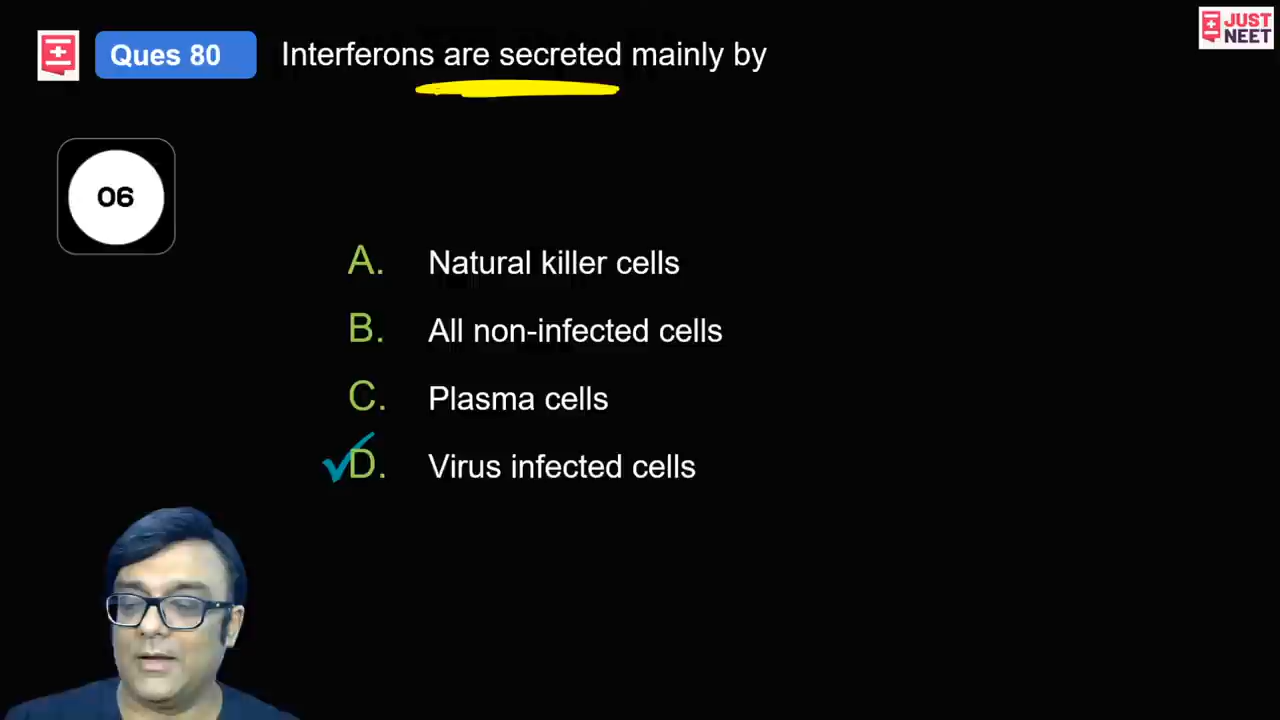 Ques 80 Interferons are secreted mainly by
JUST
NEET
06
A. Natural killer cells
B. All non-infected cells
C. Plasma cells
D. Virus infected cells